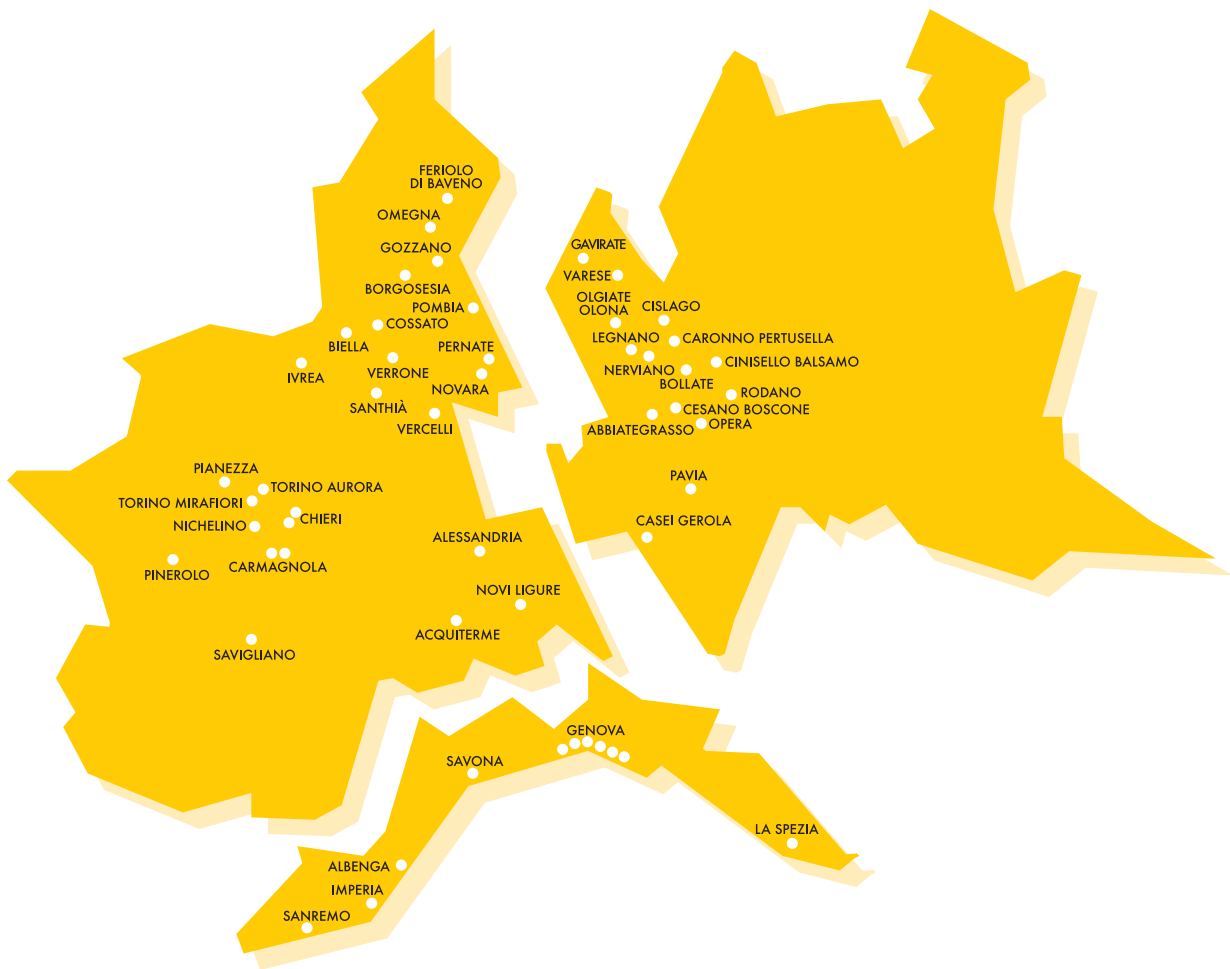 FERIOLO
DI BAVENO
OMEGNA
GOZZANO
BORGOSESIA
POMBIA
COSSATO
BIELLA
PERNATE
IVREA
VERRONE
NOVARA
SANTHIÀ
VERCELLI
PIANEZZA
TORINO AURORA
TORINO MIRAFIORI
CHIERI
NICHELINO
ALESSANDRIA
CARMAGNOLA
PINEROLO
NOVI LIGURE
ACQUITERME
SAVIGLIANO
GAVIRATE
VARESE
OLGIATE
OLONA
CISLAGO
LEGNANO
CARONNO PERTUSELLA
CINISELLO BALSAMO
NERVIANO
BOLLATE
RODANO
CESANO BOSCONE
ABBIATEGRASSO
OPERA
PAVIA
CASEI GEROLA
GENOVA
SAVONA
LA SPEZIA
ALBENGA
IMPERIA
SANREMO